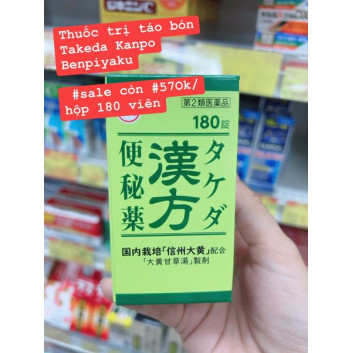 Thuốc trị táo bón
Takeda Kanpo
Benpiyaku
#sale còn #570k/
hộp 180 viên
第2類医薬品
180錠
タケダ
漢方
便秘薬
国内栽培「信州大黄」配合
「大黄甘草湯」製剤